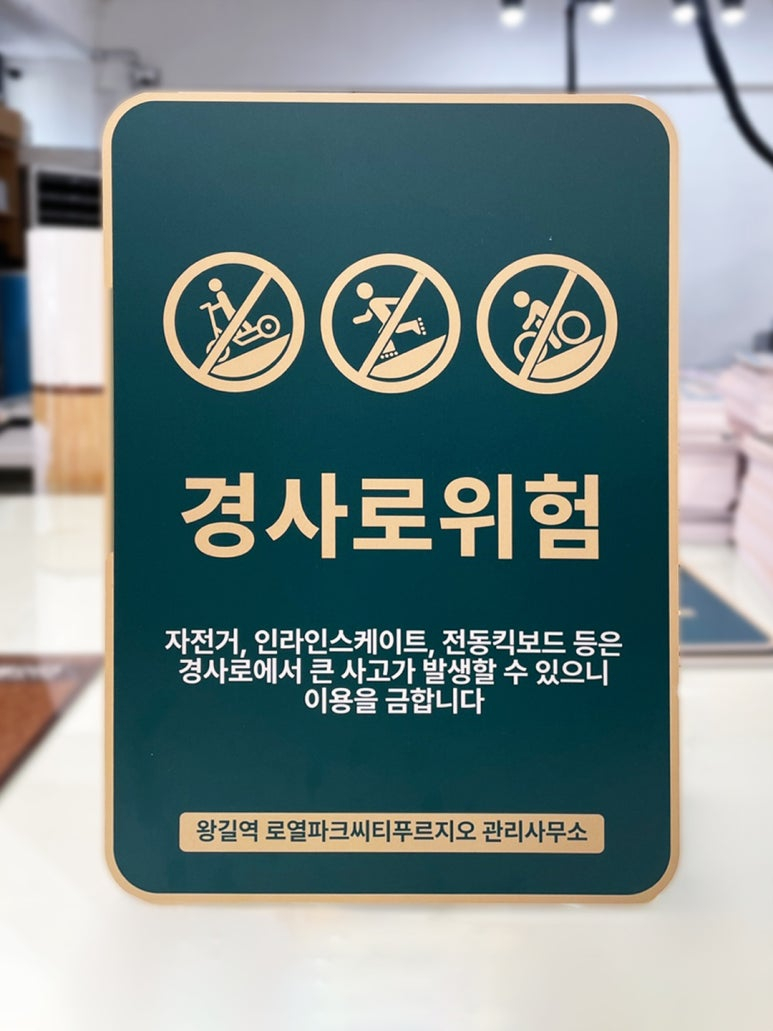 경사로위험
자전거, 인라인스케이트, 전동킥보드 등은
경사로에서 큰 사고가 발생할 수 있으니
이용을 금합니다
왕길역 로열파크씨티푸르지오 관리사무소